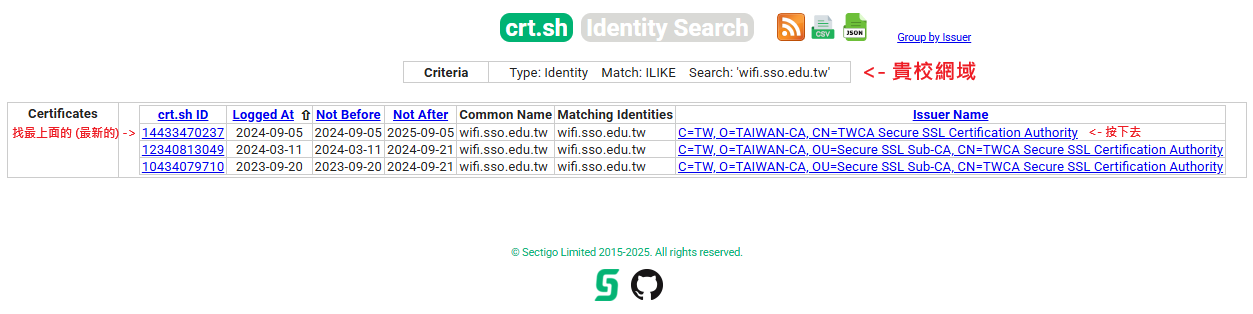 crt.sh Identity Search CSV JSON Group by Issuer
Criteria Type: Identity Match: ILIKE Search: 'wifi.sso.edu.tw' <- 貴校網域
Certificates crt.sh ID Logged At ⇧ Not Before Not After Common Name Matching Identities Issuer Name
找最上面的 (最新的) -> 14433470237 2024-09-05 2024-09-05 2025-09-05 wifi.sso.edu.tw wifi.sso.edu.tw C=TW, O=TAIWAN-CA, CN=TWCA Secure SSL Certification Authority <- 按下去
12340813049 2024-03-11 2024-03-11 2024-09-21 wifi.sso.edu.tw wifi.sso.edu.tw C=TW, O=TAIWAN-CA, OU=Secure SSL Sub-CA, CN=TWCA Secure SSL Certification Authority
10434079710 2023-09-20 2023-09-20 2024-09-21 wifi.sso.edu.tw wifi.sso.edu.tw C=TW, O=TAIWAN-CA, OU=Secure SSL Sub-CA, CN=TWCA Secure SSL Certification Authority
© Sectigo Limited 2015-2025. All rights reserved.